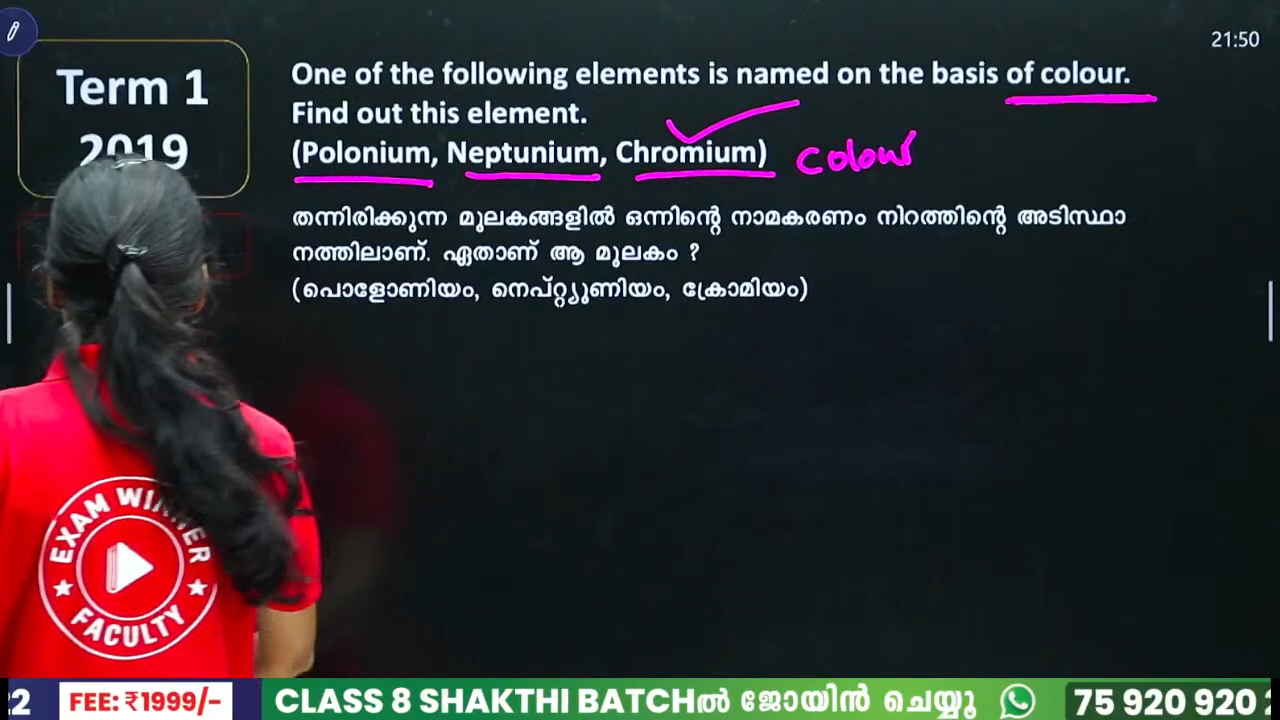 21:50
Term 1
2019
One of the following elements is named on the basis of colour.
Find out this element.
(Polonium, Neptunium, Chromium) colour
തന്നിരിക്കുന്ന മൂലകങ്ങളിൽ ഒന്നിന്റെ നാമകരണം നിറത്തിന്റെ അടിസ്ഥാ
നത്തിലാണ്. ഏതാണ് ആ മൂലകം ?
(പൊളോണിയം, നെപ്റ്റ്യൂണിയം, ക്രോമിയം)
EXAM WINNER
FACULTY
FEE: ₹1999/- CLASS 8 SHAKTHI BATCHൽ ജോയിൻ ചെയ്യൂ 75 920 920